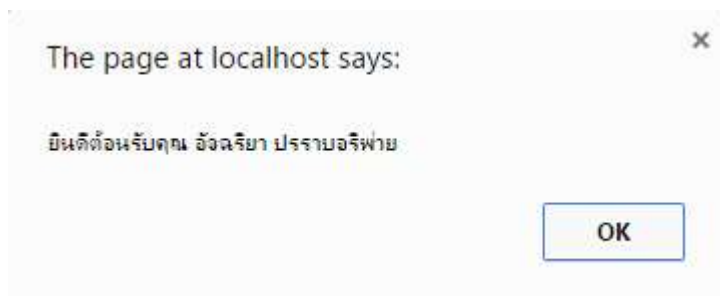 The page at localhost says:
ยินดีต้อนรับคุณ อัจฉริยา ปรราบอริพ่าย
OK